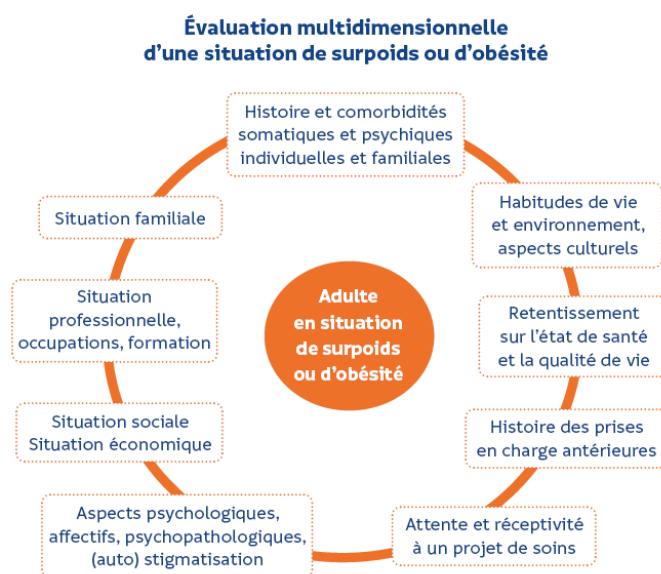 Évaluation multidimensionnelle
d'une situation de surpoids ou d'obésité
Histoire et comorbidités
somatiques et psychiques
individuelles et familiales
Habitudes de vie
et environnement,
aspects culturels
Retentissement
sur l'état de santé
et la qualité de vie
Histoire des prises
en charge antérieures
Attente et réceptivité
à un projet de soins
Aspects psychologiques,
affectifs, psychopathologiques,
(auto) stigmatisation
Situation sociale
Situation économique
Situation
professionnelle,
occupations, formation
Situation familiale
Adulte
en situation
de surpoids
ou d'obésité